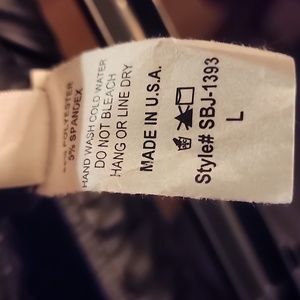 POLYESTER
5% SPANDEX
HAND WASH COLD WATER
DO NOT BLEACH
HANG OR LINE DRY
MADE IN U.S.A.
Style# SBJ-1393
L